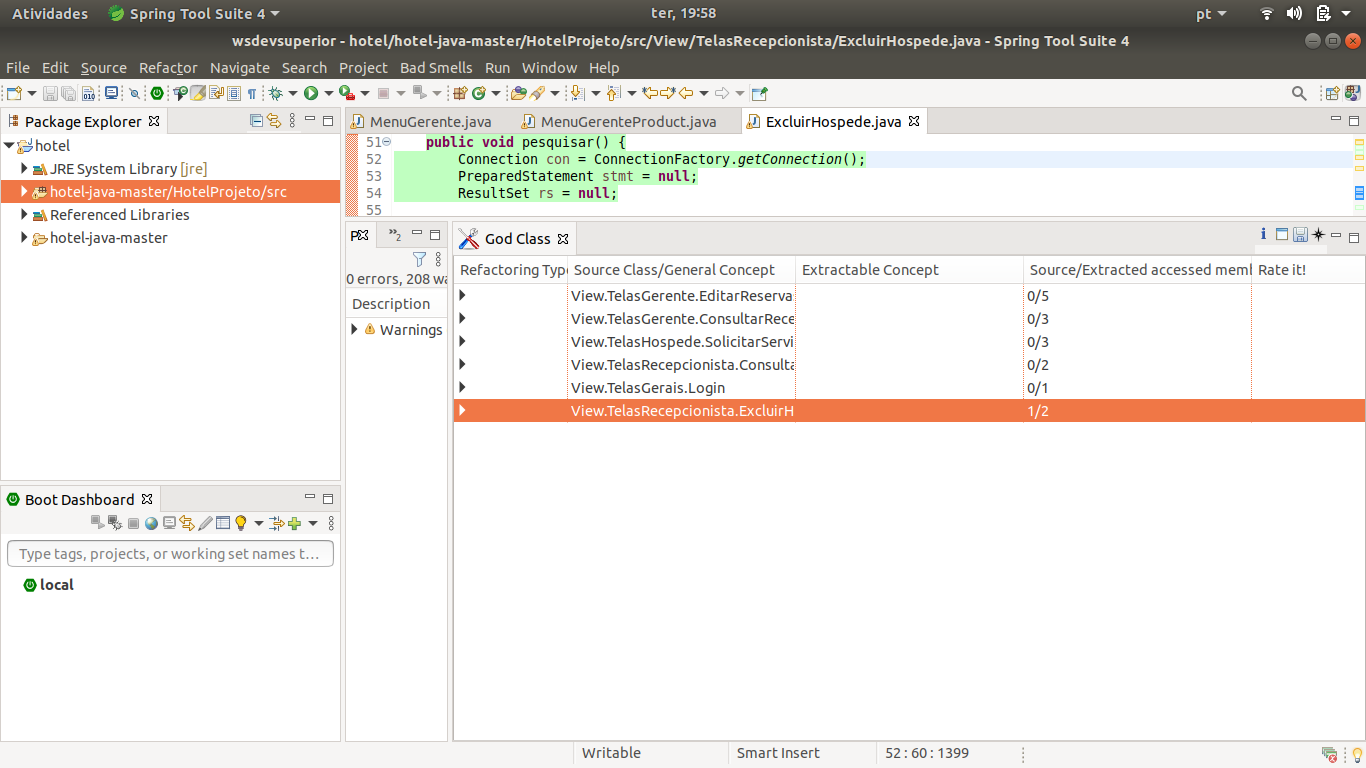 Atividades Spring Tool Suite 4 ter, 19:58 pt
wsdevsuperior - hotel/hotel-java-master/HotelProjeto/src/View/TelasRecepcionista/ExcluirHospede.java - Spring Tool Suite 4
File Edit Source Refactor Navigate Search Project Bad Smells Run Window Help
Package Explorer
hotel
JRE System Library [jre]
hotel-java-master/HotelProjeto/src
Referenced Libraries
hotel-java-master
MenuGerente.java MenuGerenteProduct.java ExcluirHospede.java
51 public void pesquisar() {
52 Connection con = ConnectionFactory.getConnection();
53 PreparedStatement stmt = null;
54 ResultSet rs = null;
55
P »2
0 errors, 208 wa
Description
Warnings
God Class
Refactoring Type Source Class/General Concept Extractable Concept Source/Extracted accessed memb Rate it!
View.TelasGerente.EditarReserva 0/5
View.TelasGerente.ConsultarRece 0/3
View.TelasHospede.SolicitarServi 0/3
View.TelasRecepcionista.Consulta 0/2
View.TelasGerais.Login 0/1
View.TelasRecepcionista.ExcluirH 1/2
Boot Dashboard
Type tags, projects, or working set names t...
local
Writable Smart Insert 52 : 60 : 1399